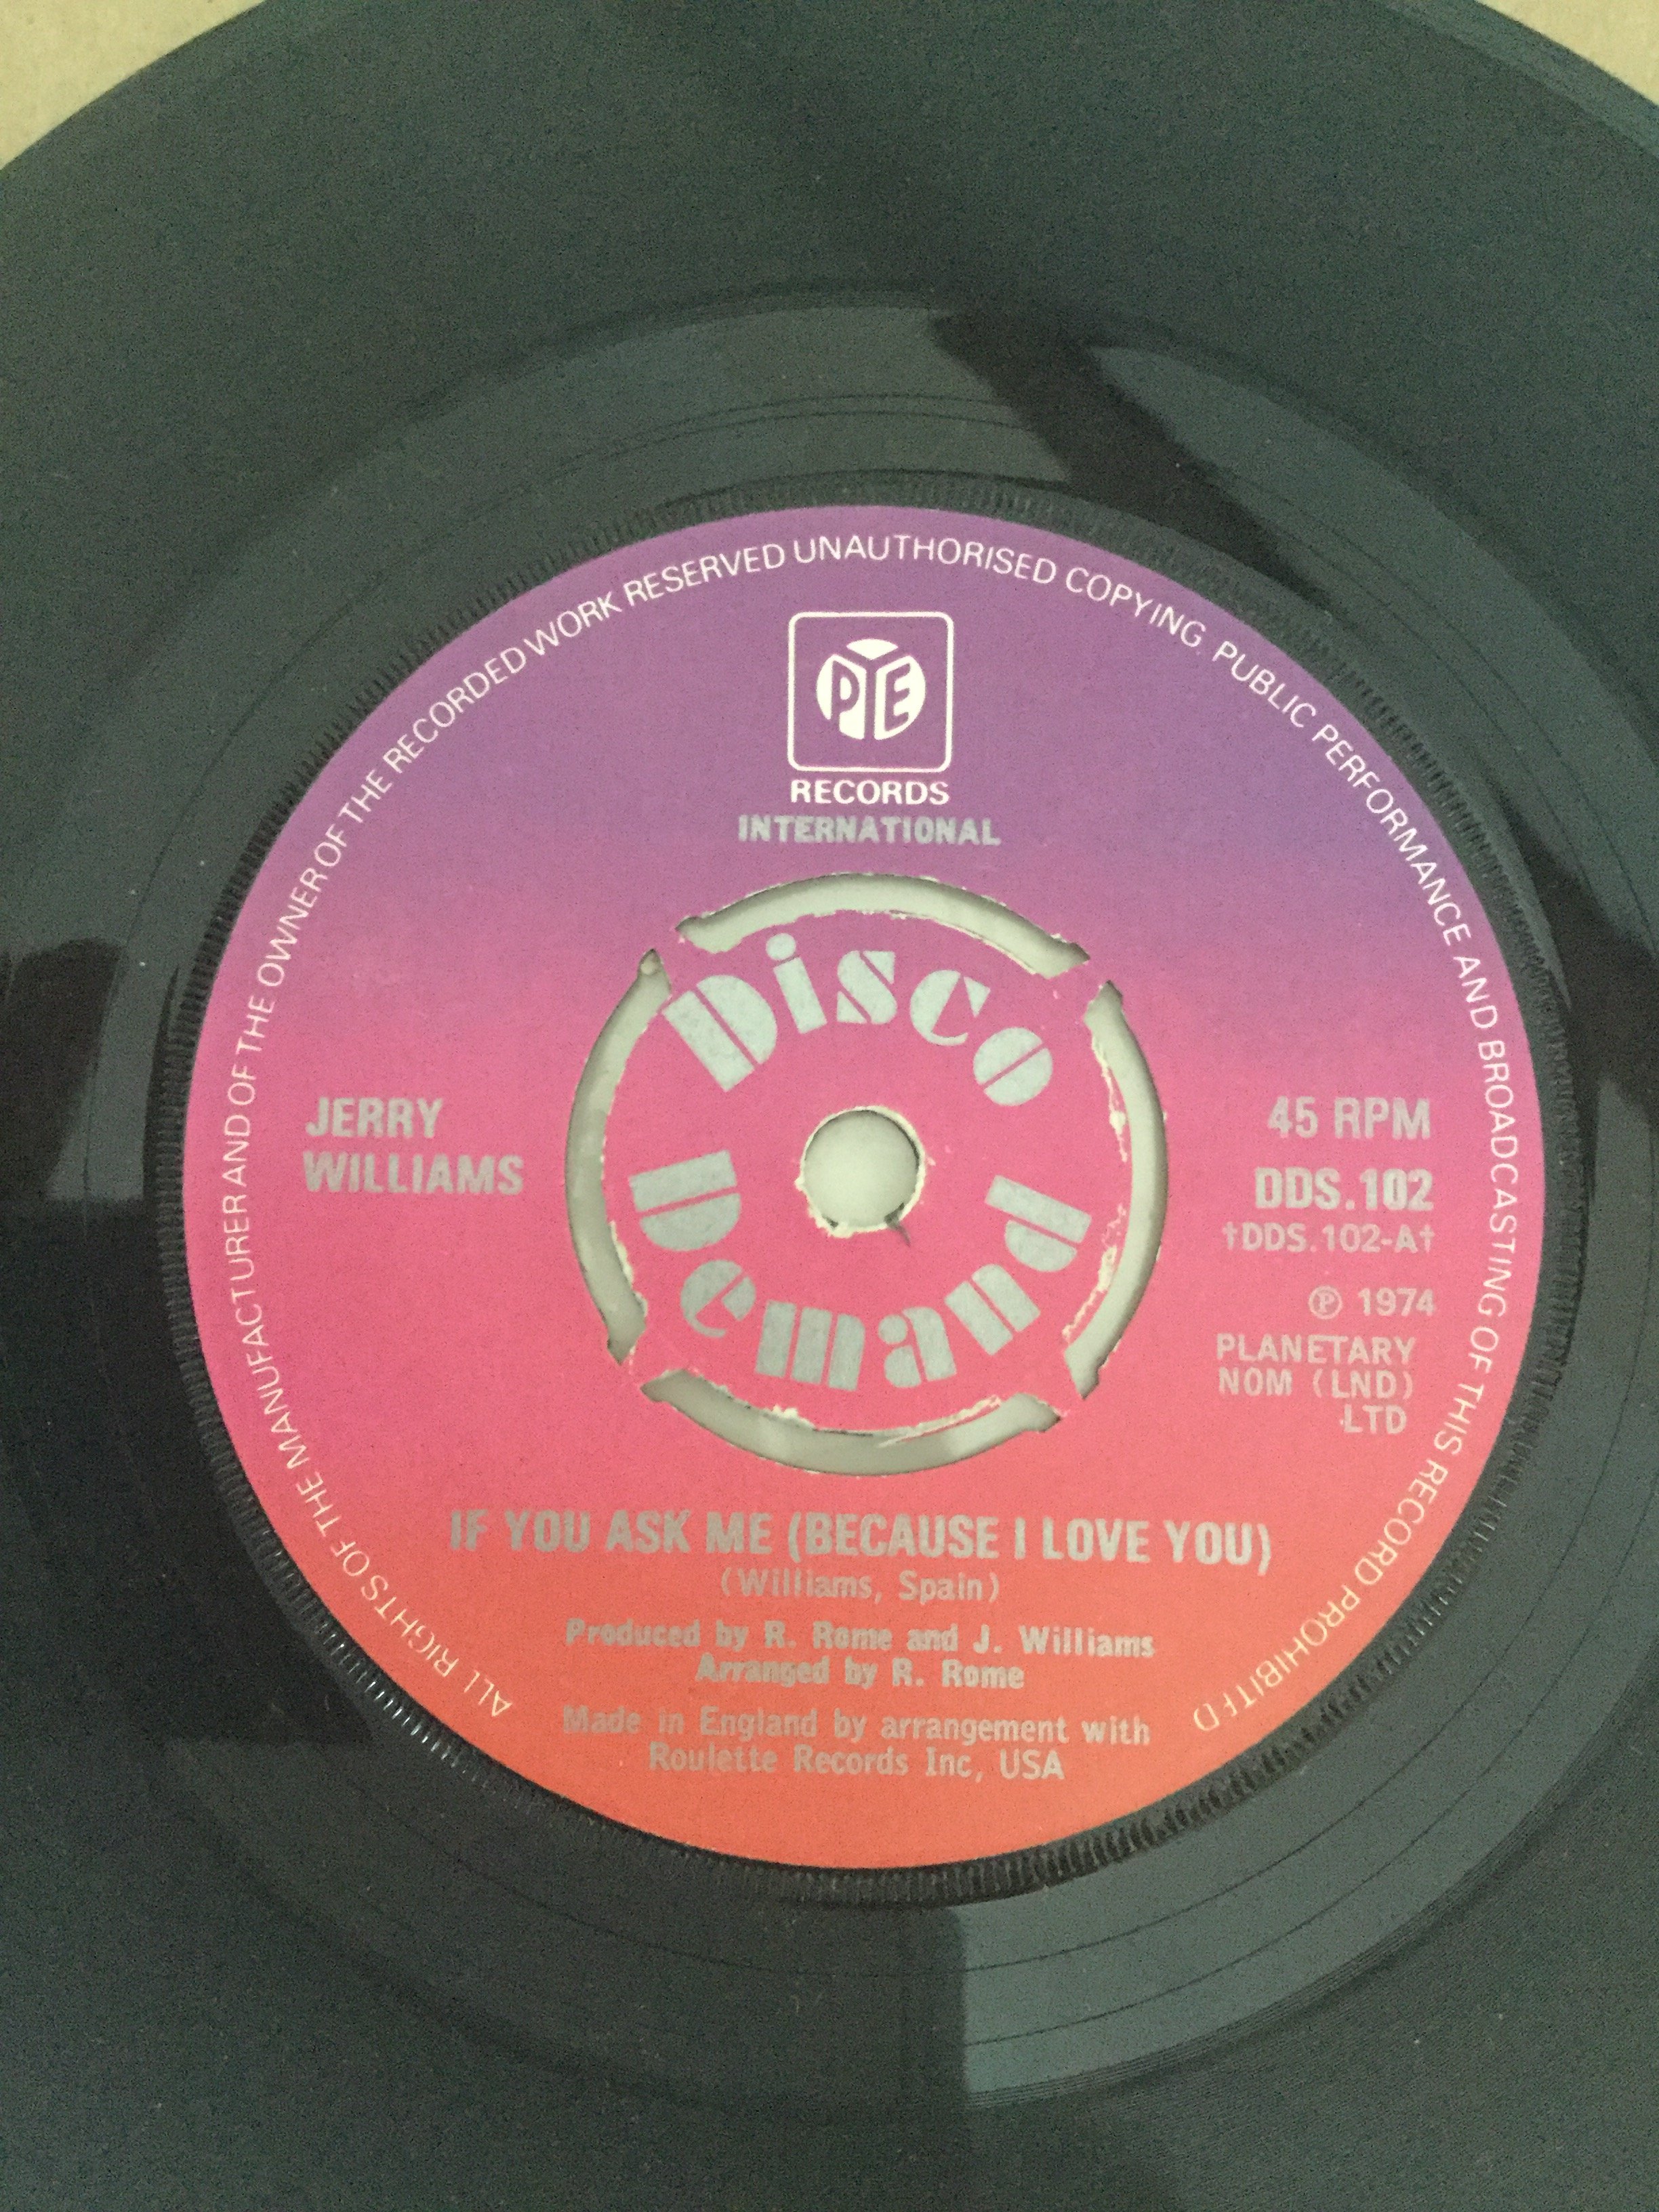 ALL RIGHTS OF THE MANUFACTURER AND OF THE OWNER OF THE RECORDED WORK RESERVED UNAUTHORISED COPYING, PUBLIC PERFORMANCE AND BROADCASTING OF THIS RECORD PROHIBITED
PYE
RECORDS
INTERNATIONAL
Disco
Demand
JERRY
WILLIAMS
45 RPM
DDS.102
†DDS.102-A†
℗ 1974
PLANETARY
NOM (LND)
LTD
IF YOU ASK ME (BECAUSE I LOVE YOU)
(Williams, Spain)
Produced by R. Rome and J. Williams
Arranged by R. Rome
Made in England by arrangement with
Roulette Records Inc, USA